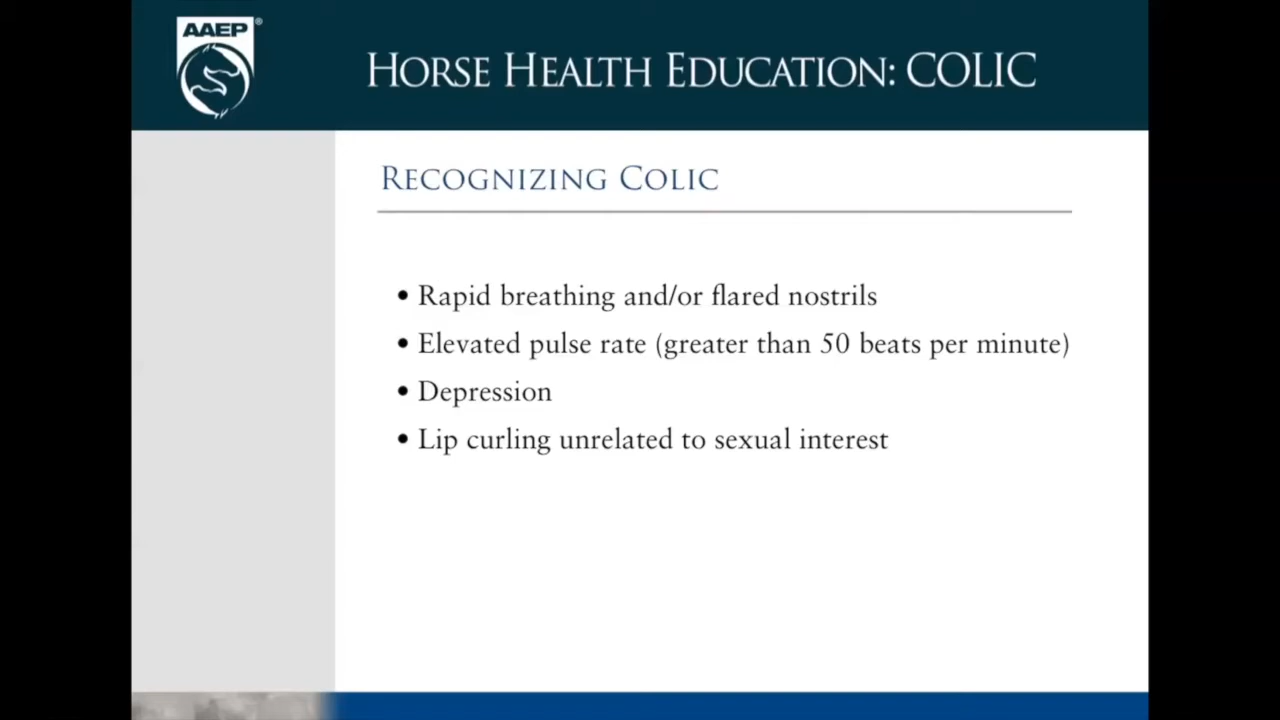 AAEP®
HORSE HEALTH EDUCATION: COLIC
RECOGNIZING COLIC
• Rapid breathing and/or flared nostrils
• Elevated pulse rate (greater than 50 beats per minute)
• Depression
• Lip curling unrelated to sexual interest